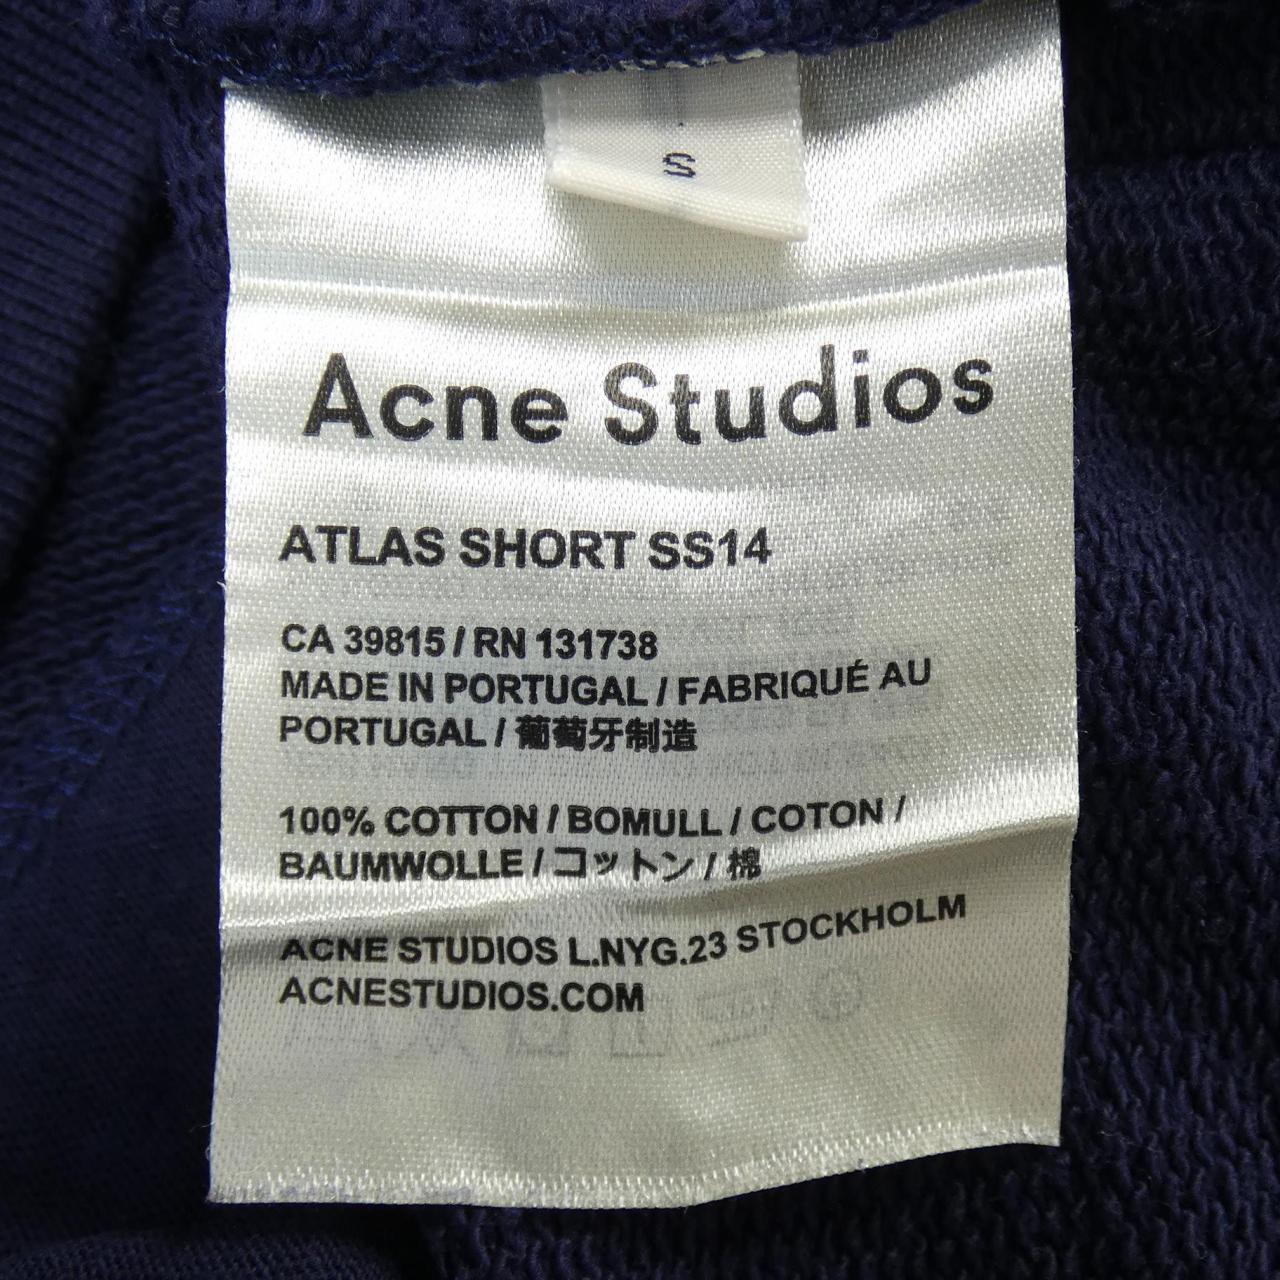 S
Acne Studios
ATLAS SHORT SS14
CA 39815 / RN 131738
MADE IN PORTUGAL / FABRIQUÉ AU
PORTUGAL / 葡萄牙制造
100% COTTON / BOMULL / COTON /
BAUMWOLLE / コットン / 棉
ACNE STUDIOS L.NYG.23 STOCKHOLM
ACNESTUDIOS.COM